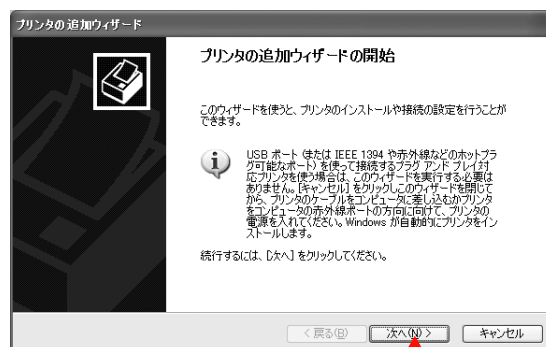 プリンタの追加ウィザード
プリンタの追加ウィザードの開始
このウィザードを使うと、プリンタのインストールや接続の設定を行うことが
できます。
USB ポート (または IEEE 1394 や赤外線などのホットプラ
グ可能なポート) を使って接続するプラグ アンド プレイ対
応プリンタを使う場合は、このウィザードを実行する必要は
ありません。[キャンセル] をクリックしこのウィザードを閉じて
から、プリンタのケーブルをコンピュータに差し込むかプリンタ
をコンピュータの赤外線ポートの方向に向けて、プリンタの
電源を入れてください。Windows が自動的にプリンタをイン
ストールします。
続行するには、[次へ] をクリックしてください。
< 戻る(B) 次へ(N) > キャンセル